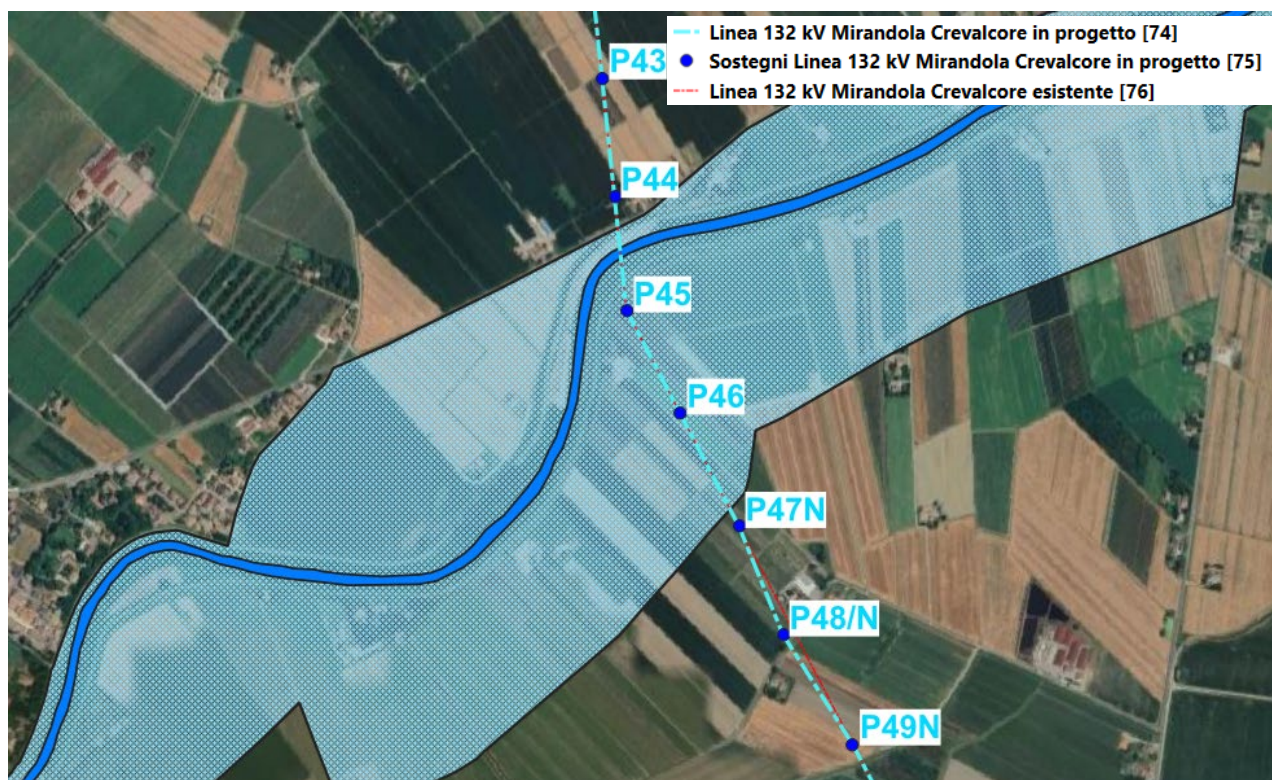 Linea 132 kV Mirandola Crevalcore in progetto [74]
Sostegni Linea 132 kV Mirandola Crevalcore in progetto [75]
Linea 132 kV Mirandola Crevalcore esistente [76]
P43
P44
P45
P46
P47N
P48/N
P49N